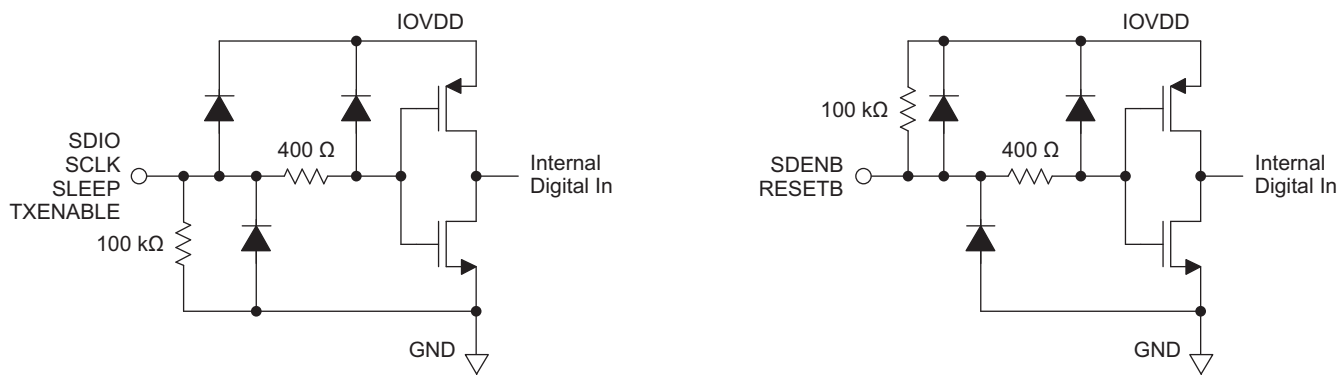 IOVDD
SDIO
SCLK
SLEEP
TXENABLE
400 Ω
100 kΩ
Internal
Digital In
GND
IOVDD
100 kΩ
400 Ω
SDENB
RESETB
Internal
Digital In
GND